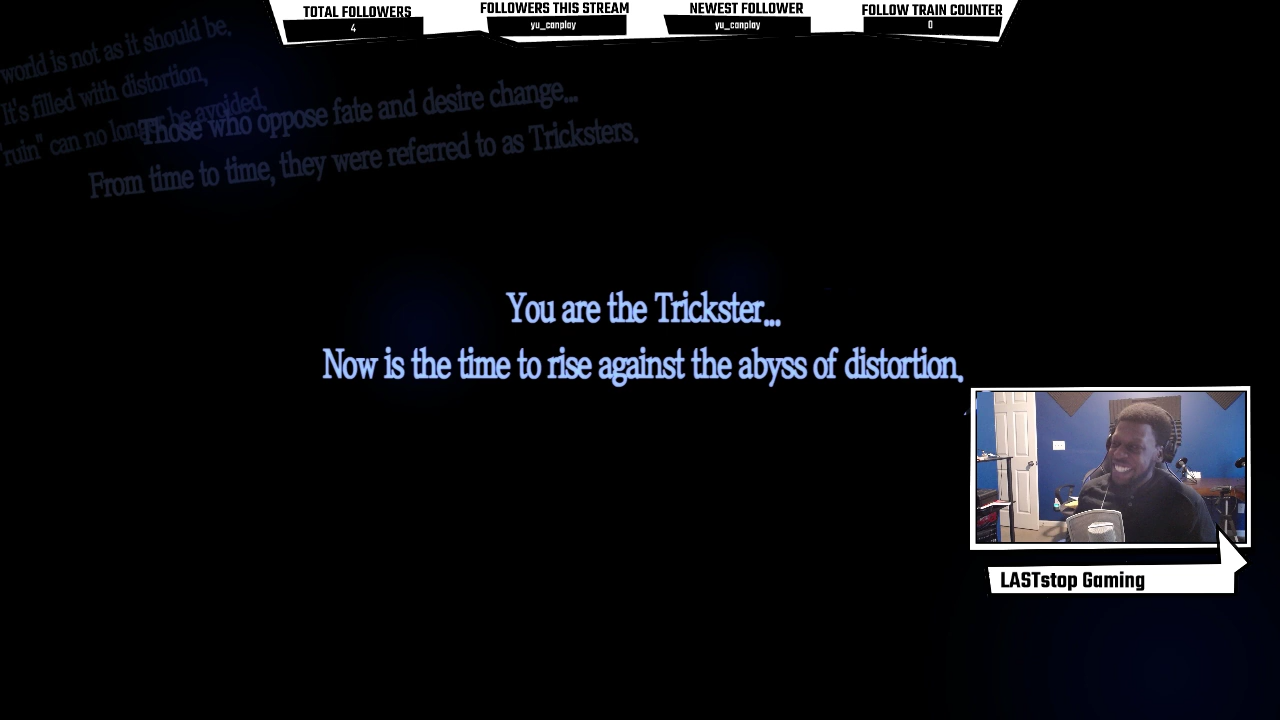 TOTAL FOLLOWERS
4
FOLLOWERS THIS STREAM
yu_canplay
NEWEST FOLLOWER
yu_canplay
FOLLOW TRAIN COUNTER
0
world is not as it should be.
It's filled with distortion,
"ruin" can no longer be avoided.
Those who oppose fate and desire change...
From time to time, they were referred to as Tricksters.
You are the Trickster...
Now is the time to rise against the abyss of distortion.
LASTstop Gaming